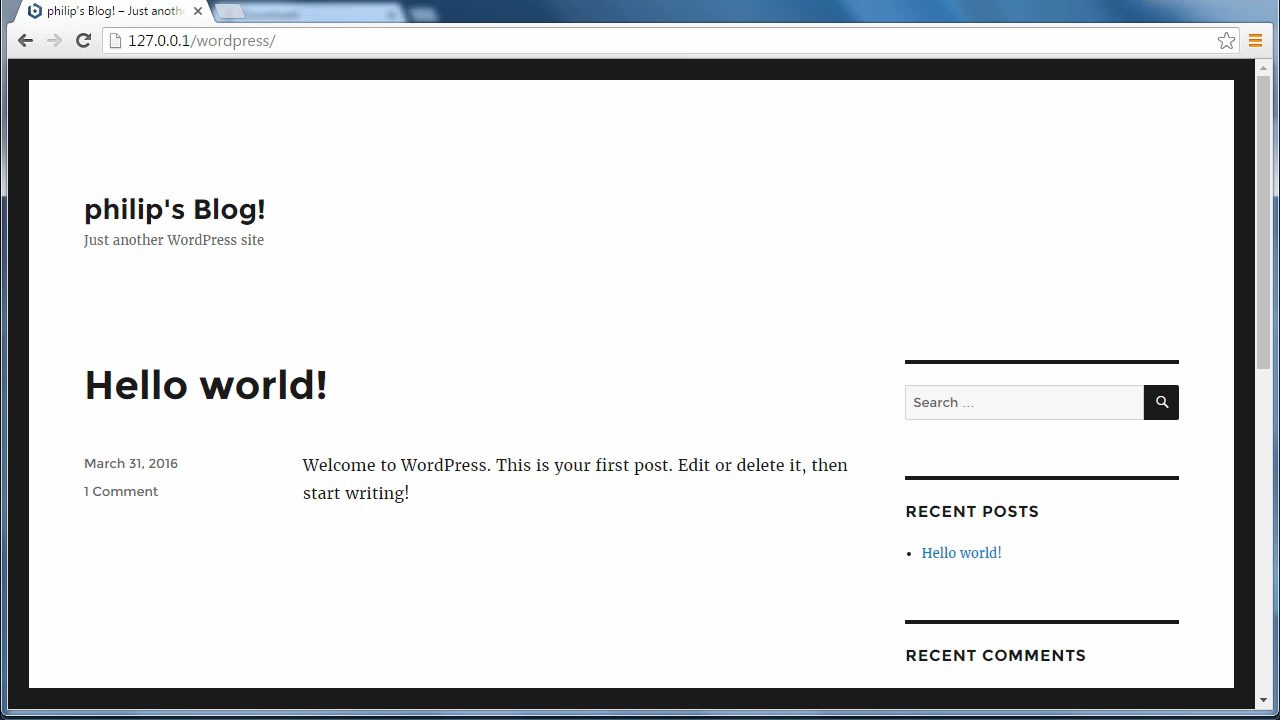 philip's Blog! – Just anoth
127.0.0.1/wordpress/
philip's Blog!
Just another WordPress site
Hello world!
March 31, 2016
1 Comment
Welcome to WordPress. This is your first post. Edit or delete it, then
start writing!
Search ...
RECENT POSTS
Hello world!
RECENT COMMENTS